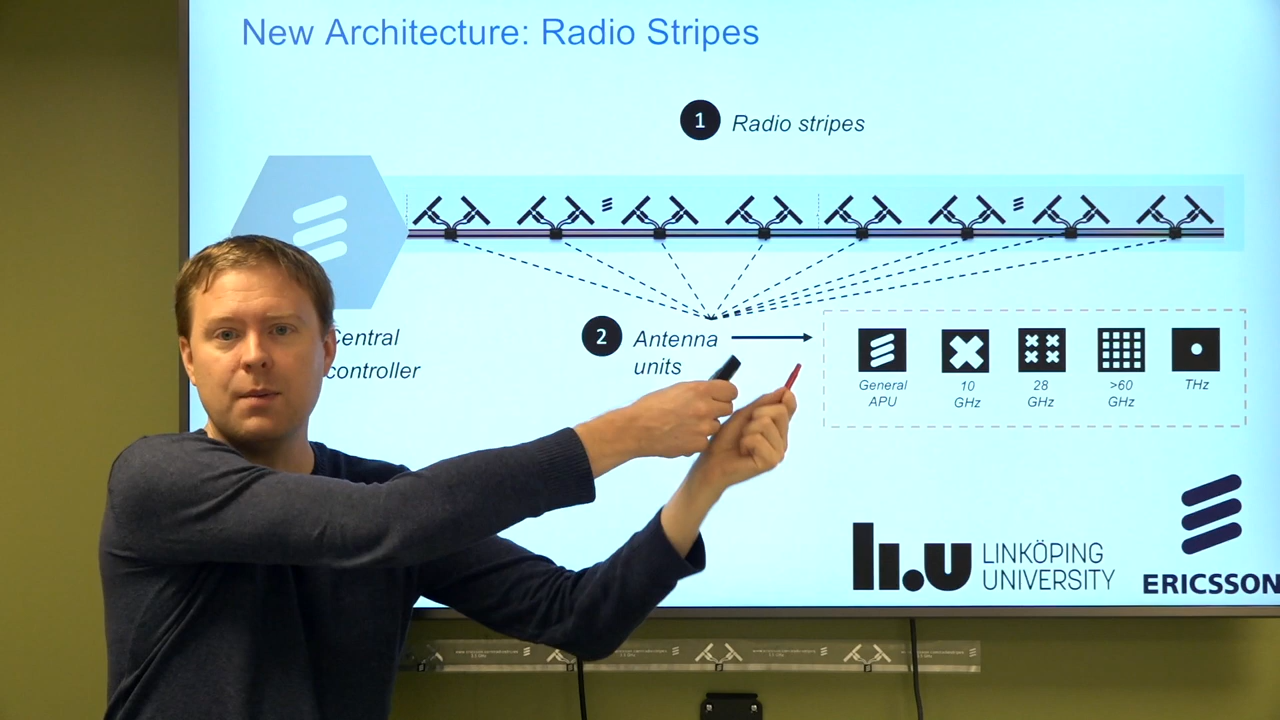 New Architecture: Radio Stripes
1 Radio stripes
Central
controller
2 Antenna
units
General
APU
10
GHz
28
GHz
>60
GHz
THz
li.u LINKÖPING
UNIVERSITY
ERICSSON